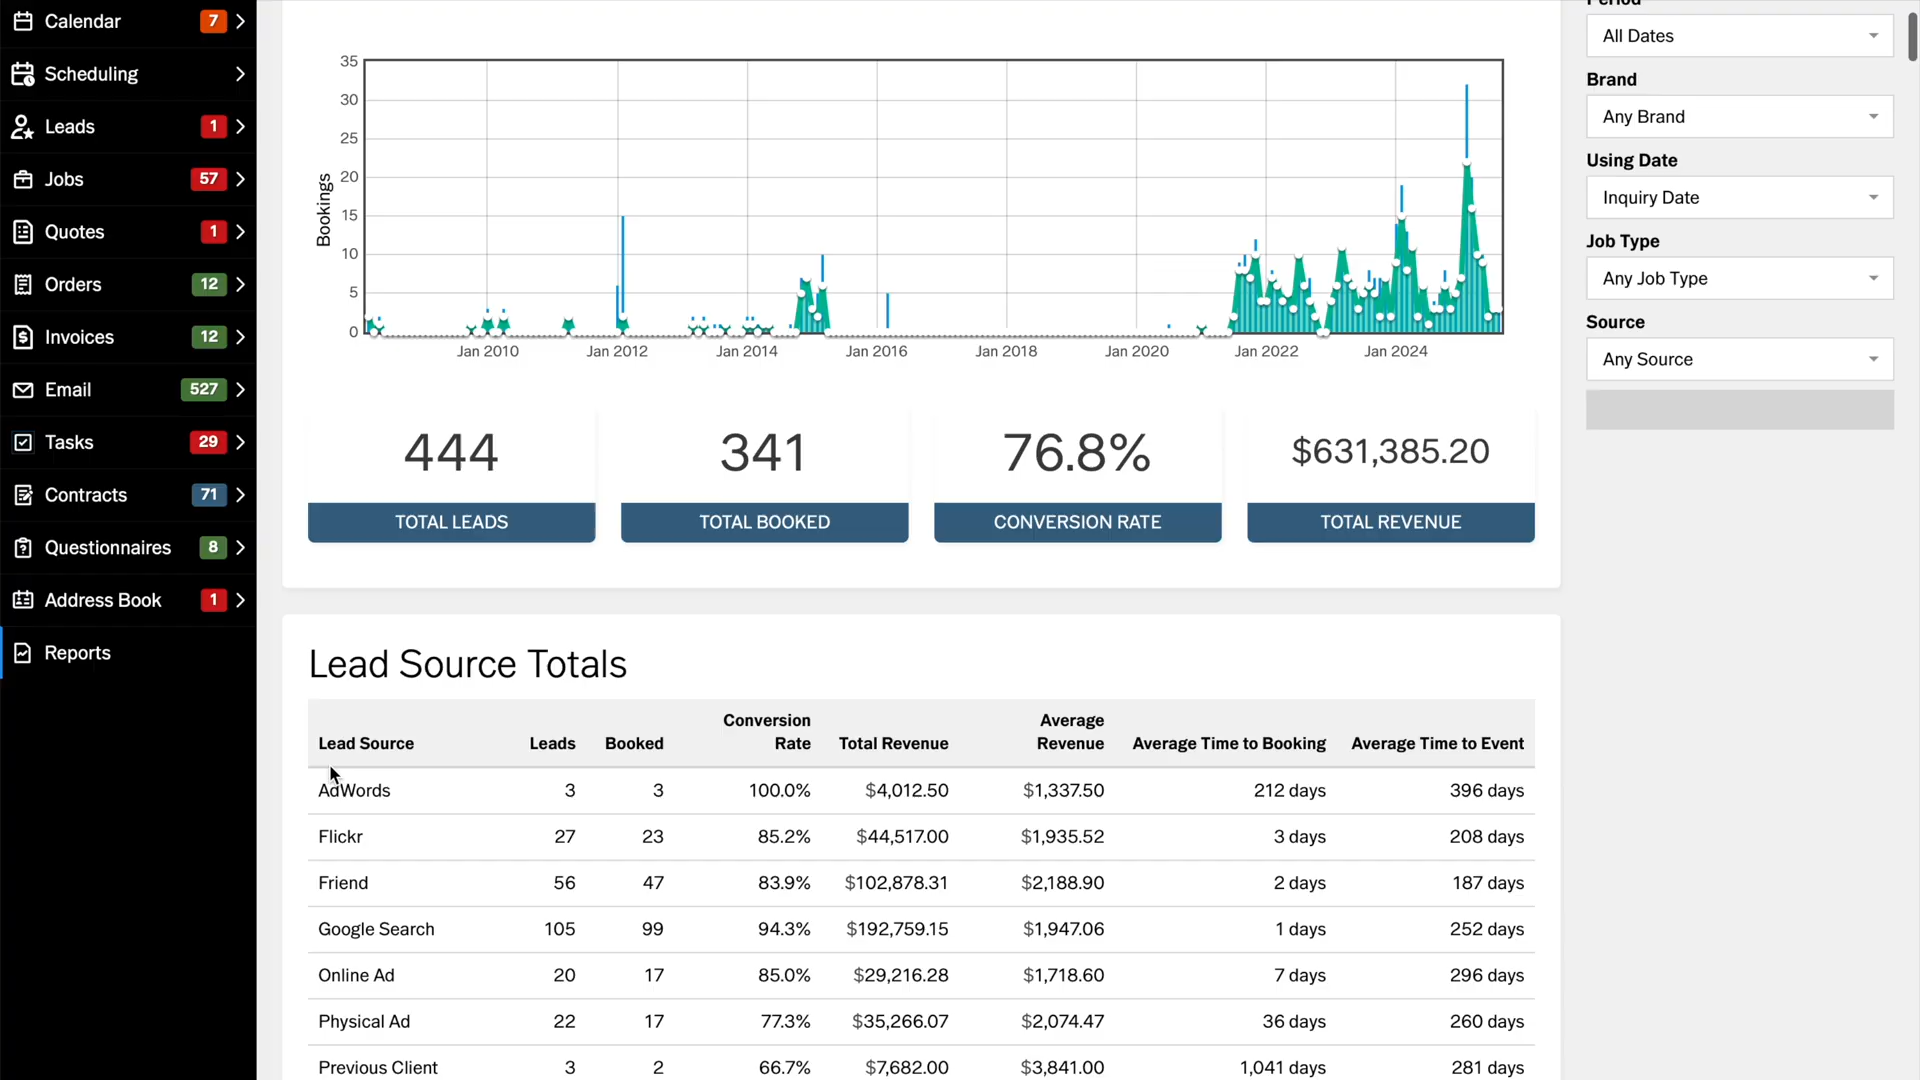 Calendar 7
Scheduling
Leads 1
Jobs 57
Quotes 1
Orders 12
Invoices 12
Email 527
Tasks 29
Contracts 71
Questionnaires 8
Address Book 1
Reports
35
30
25
20
15
10
5
0
Bookings
Jan 2010 Jan 2012 Jan 2014 Jan 2016 Jan 2018 Jan 2020 Jan 2022 Jan 2024
444 341 76.8% $631,385.20
TOTAL LEADS TOTAL BOOKED CONVERSION RATE TOTAL REVENUE
Lead Source Totals
Lead Source Leads Booked Conversion Rate Total Revenue Average Revenue Average Time to Booking Average Time to Event
AdWords 3 3 100.0% $4,012.50 $1,337.50 212 days 396 days
Flickr 27 23 85.2% $44,517.00 $1,935.52 3 days 208 days
Friend 56 47 83.9% $102,878.31 $2,188.90 2 days 187 days
Google Search 105 99 94.3% $192,759.15 $1,947.06 1 days 252 days
Online Ad 20 17 85.0% $29,216.28 $1,718.60 7 days 296 days
Physical Ad 22 17 77.3% $35,266.07 $2,074.47 36 days 260 days
Previous Client 3 2 66.7% $7,682.00 $3,841.00 1,041 days 281 days
Period
All Dates
Brand
Any Brand
Using Date
Inquiry Date
Job Type
Any Job Type
Source
Any Source